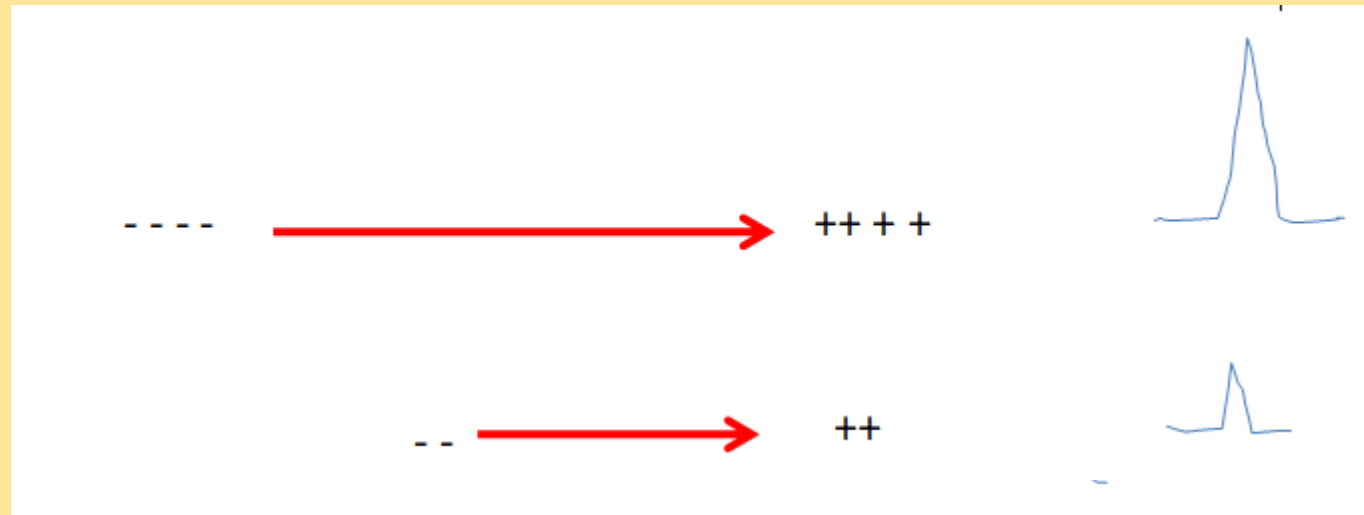 - - - - ++ + +
- - ++